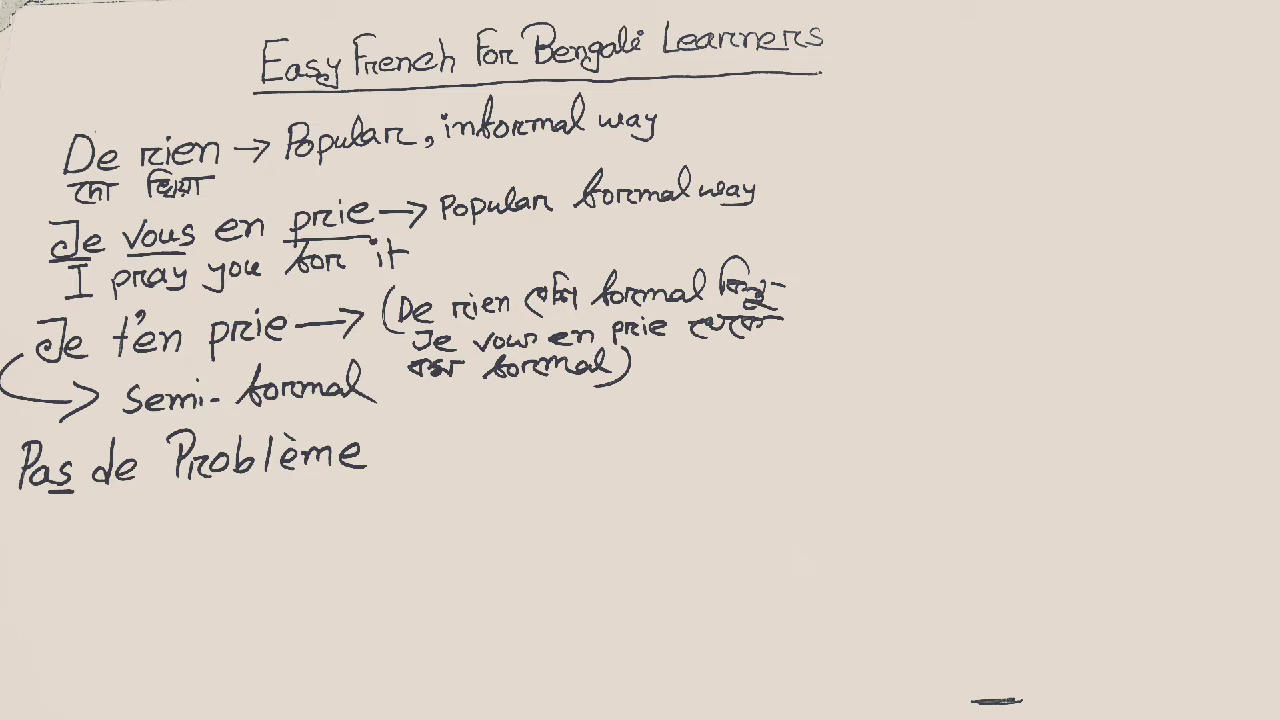 Easy French For Bengali Learners
De rien → Popular, informal way
দো
Je vous en prie → Popular formal way
I pray you for it
Je t'en prie → (De rien বেশি formal কিন্তু
Je vous en prie থেকে
কম formal)
semi-formal
Pas de Problème